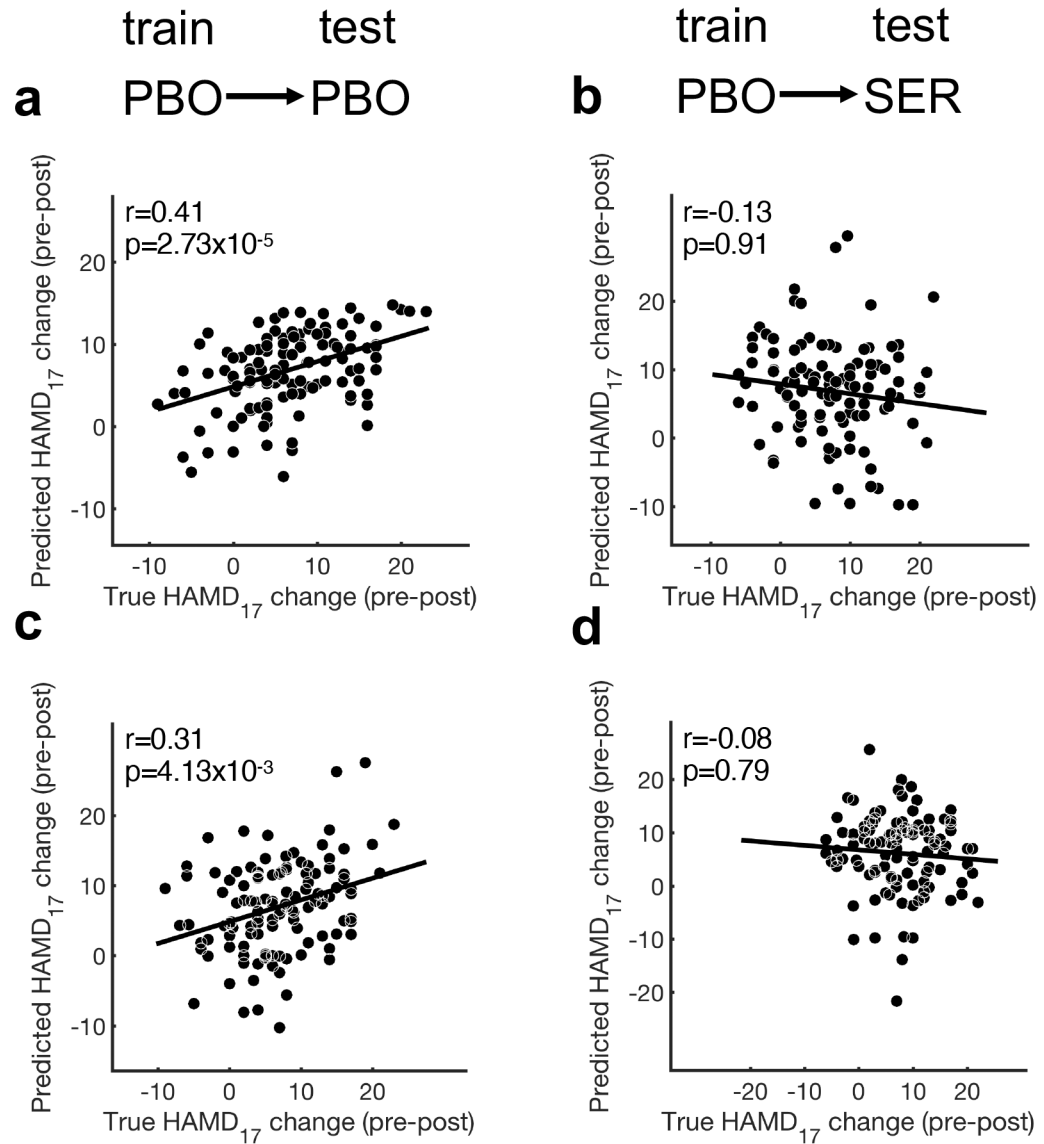 train test
a PBO PBO
Predicted HAMD17 change (pre-post)
r=0.41
p=2.73x10-5
20
10
0
-10
-10 0 10 20
True HAMD17 change (pre-post)
train test
b PBO SER
Predicted HAMD17 change (pre-post)
r=-0.13
p=0.91
20
10
0
-10
-10 0 10 20
True HAMD17 change (pre-post)
c
Predicted HAMD17 change (pre-post)
r=0.31
p=4.13x10-3
20
10
0
-10
-10 0 10 20
True HAMD17 change (pre-post)
d
Predicted HAMD17 change (pre-post)
r=-0.08
p=0.79
20
10
0
-10
-20
-20 -10 0 10 20
True HAMD17 change (pre-post)